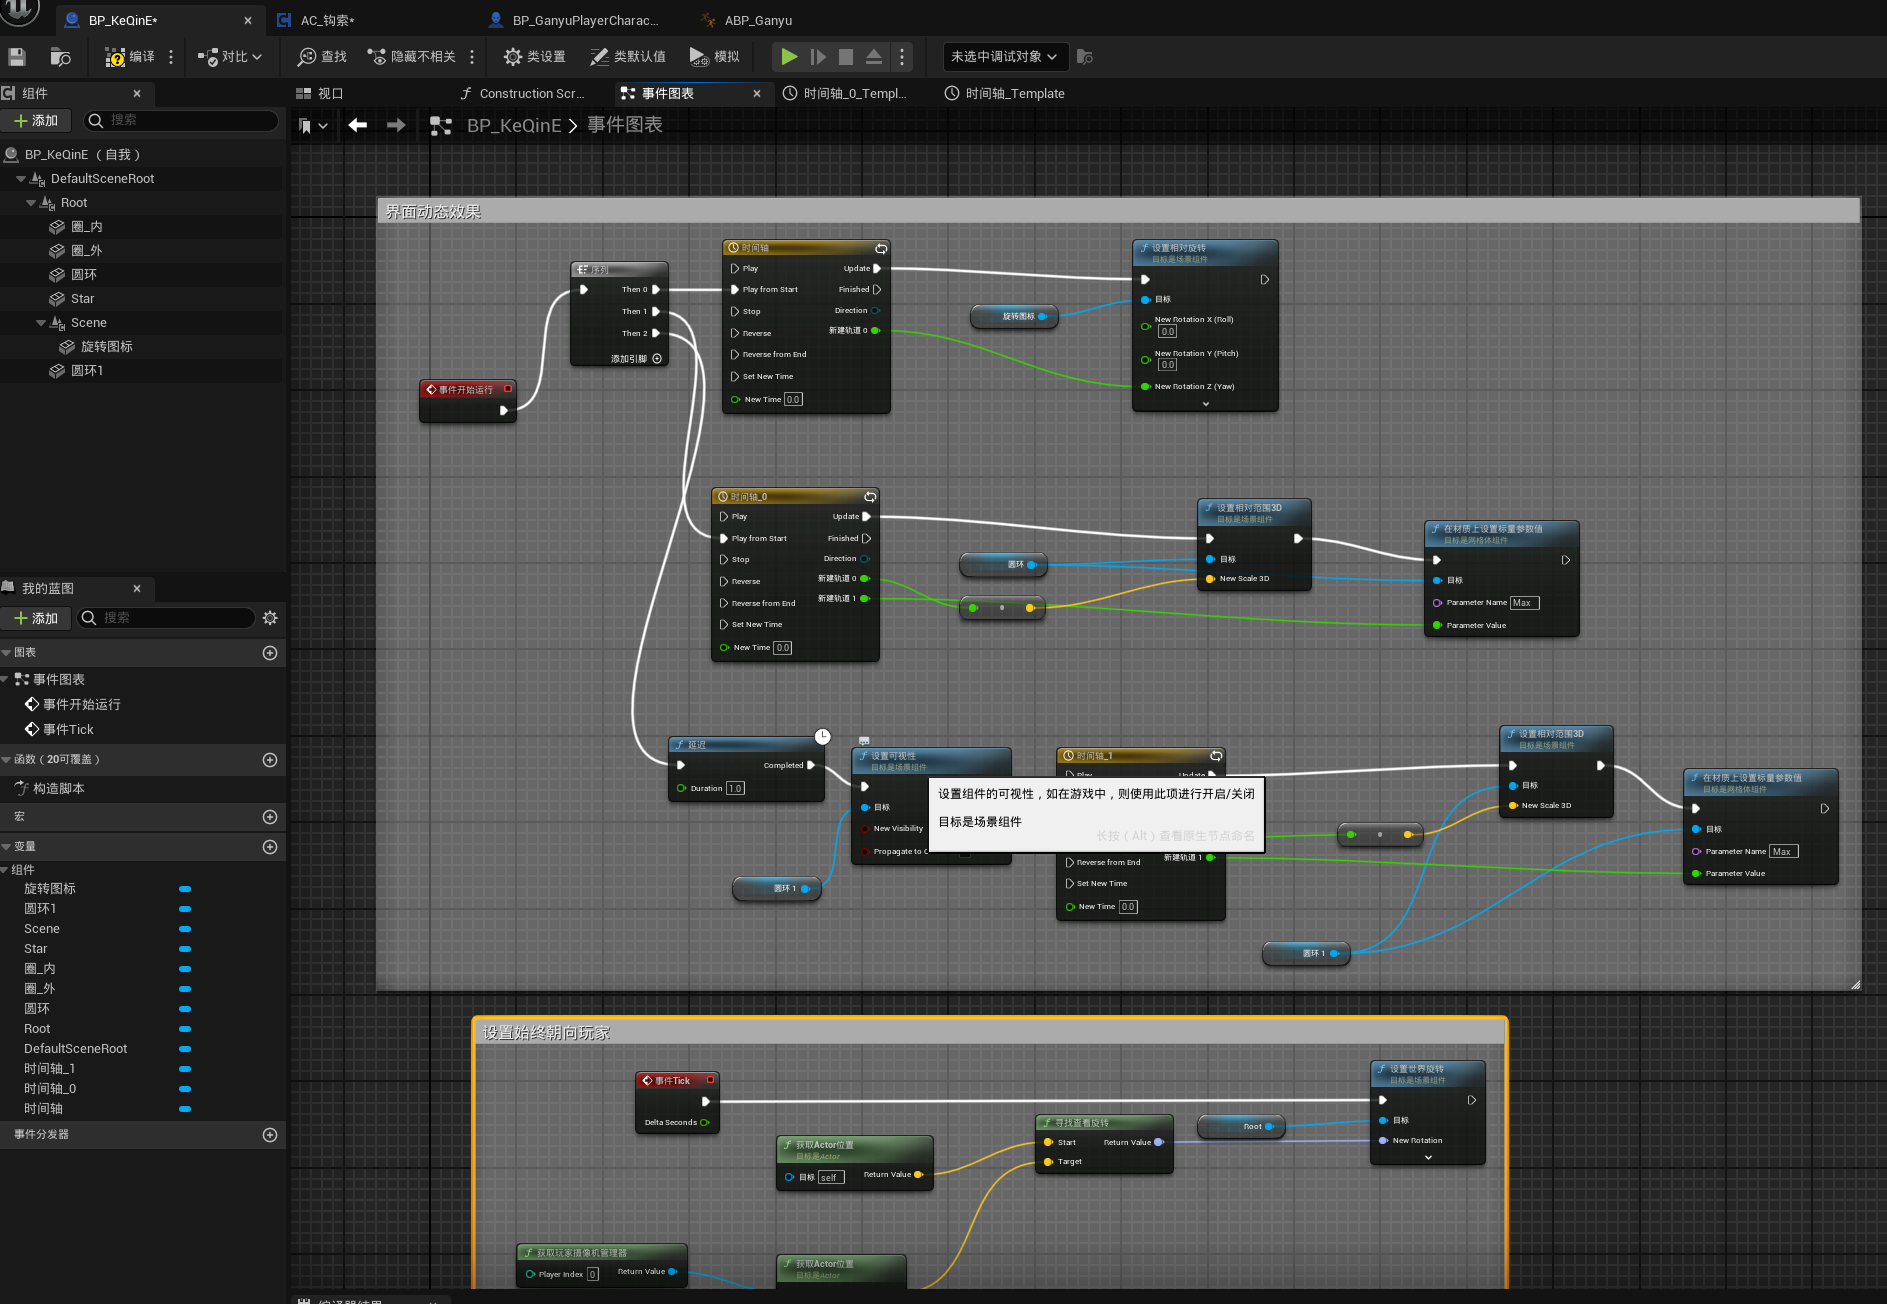 BP_KeQinE*
AC_钩索*
BP_GanyuPlayerCharac...
ABP_Ganyu
编译
对比
查找
隐藏不相关
类设置
类默认值
模拟
未选中调试对象
组件
添加
搜索
BP_KeQinE（自我）
DefaultSceneRoot
Root
圈_内
圈_外
圆环
Star
Scene
旋转图标
圆环1
我的蓝图
添加
搜索
图表
事件图表
事件开始运行
事件Tick
函数（20可覆盖）
构造脚本
宏
变量
组件
旋转图标
圆环1
Scene
Star
圈_内
圈_外
圆环
Root
DefaultSceneRoot
时间轴_1
时间轴_0
时间轴
事件分发器
视口
Construction Scr...
事件图表
时间轴_0_Templ...
时间轴_Template
BP_KeQinE > 事件图表
界面动态效果
事件开始运行
序列
Then 0
Then 1
Then 2
添加引脚
时间轴
Play
Update
Play from Start
Finished
Stop
Direction
Reverse
新建轨道 0
Reverse from End
Set New Time
New Time 0.0
旋转图标
设置相对旋转
目标是场景组件
目标
New Rotation X (Roll)
0.0
New Rotation Y (Pitch)
0.0
New Rotation Z (Yaw)
时间轴_0
Play
Update
Play from Start
Finished
Stop
Direction
Reverse
新建轨道 0
Reverse from End
新建轨道 1
Set New Time
New Time 0.0
圆环
设置相对范围3D
目标是场景组件
目标
New Scale 3D
在材质上设置标量参数值
目标是网格体组件
目标
Parameter Name Max
Parameter Value
延迟
Completed
Duration 1.0
设置可视性
目标是场景组件
目标
New Visibility
Propagate to C
圆环 1
时间轴_1
Play
Update
设置组件的可视性，如在游戏中，则使用此项进行开启/关闭
目标是场景组件
长按（Alt）查看原生节点命名
Reverse from End
新建轨道 1
Set New Time
New Time 0.0
圆环 1
设置相对范围3D
目标是场景组件
目标
New Scale 3D
在材质上设置标量参数值
目标是网格体组件
目标
Parameter Name Max
Parameter Value
设置始终朝向玩家
事件Tick
Delta Seconds
获取Actor位置
目标是Actor
目标 self
Return Value
寻找查看旋转
Start
Return Value
Target
Root
设置世界旋转
目标是场景组件
目标
New Rotation
获取玩家摄像机管理器
Player Index 0
Return Value
获取Actor位置
目标是Actor
编译器结果